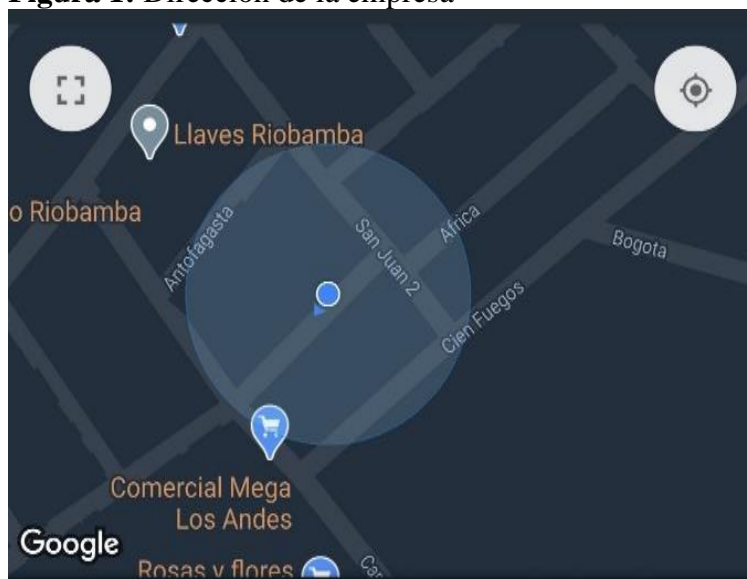 Figura 1. Dirección de la empresa
Llaves Riobamba
o Riobamba
Antofagasta
San Juan 2
Africa
Bogota
Cien Fuegos
Comercial Mega
Los Andes
Google
Rosas y flores